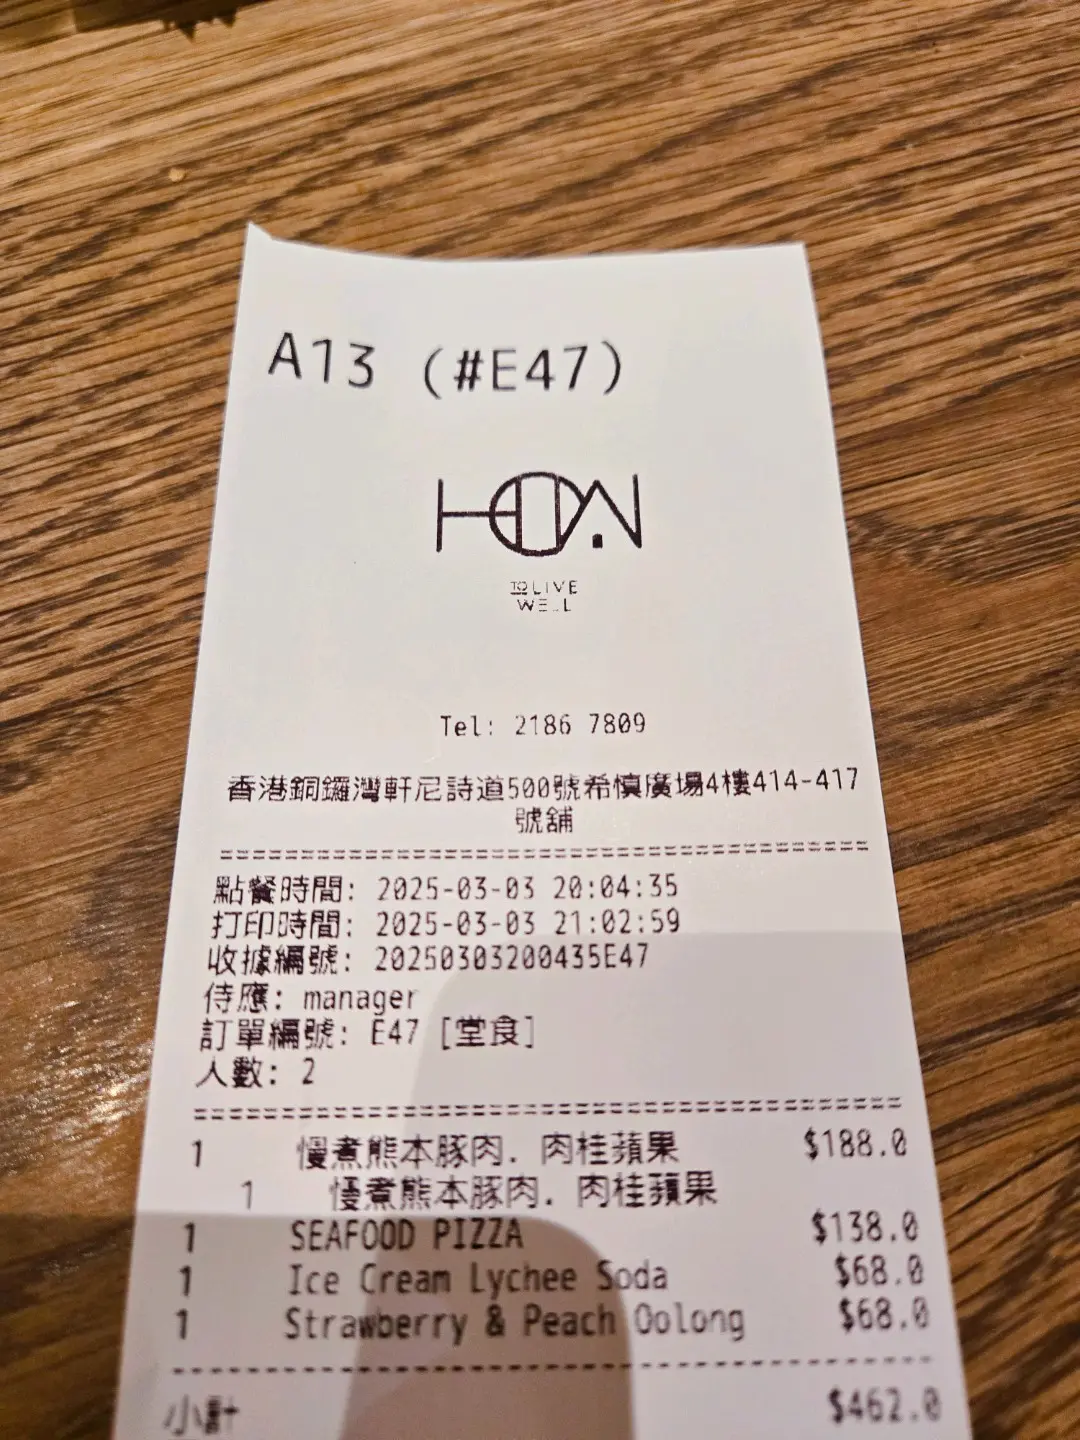 A13 (#E47)
TO LIVE
WELL
Tel: 2186 7809
香港銅鑼灣軒尼詩道500號希慎廣場4樓414-417
號舖
點餐時間: 2025-03-03 20:04:35
打印時間: 2025-03-03 21:02:59
收據編號: 20250303200435E47
侍應: manager
訂單編號: E47 [堂食]
人數: 2
1 慢煮熊本豚肉. 肉桂蘋果 $188.0
1 慢煮熊本豚肉. 肉桂蘋果
1 SEAFOOD PIZZA $138.0
1 Ice Cream Lychee Soda $68.0
1 Strawberry & Peach Oolong $68.0
小計 $462.0